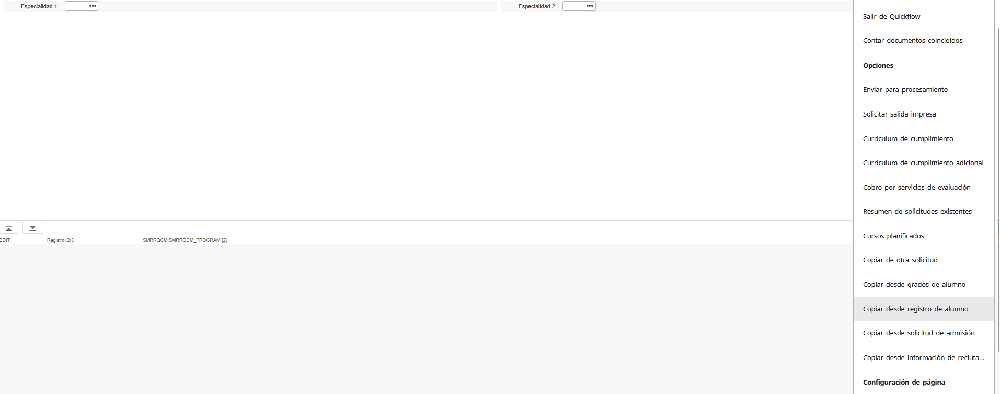 Especialidad 1 ••• Especialidad 2 •••
Salir de Quickflow
Contar documentos coincididos
Opciones
Enviar para procesamiento
Solicitar salida impresa
Currículum de cumplimiento
Currículum de cumplimiento adicional
Cobro por servicios de evaluación
Resumen de solicitudes existentes
Cursos planificados
Copiar de otra solicitud
Copiar desde grados de alumno
Copiar desde registro de alumno
Copiar desde solicitud de admisión
Copiar desde información de recluta...
Configuración de página
EDIT Registro: 2/3 SMRRQCM.SMRRQCM_PROGRAM [2]